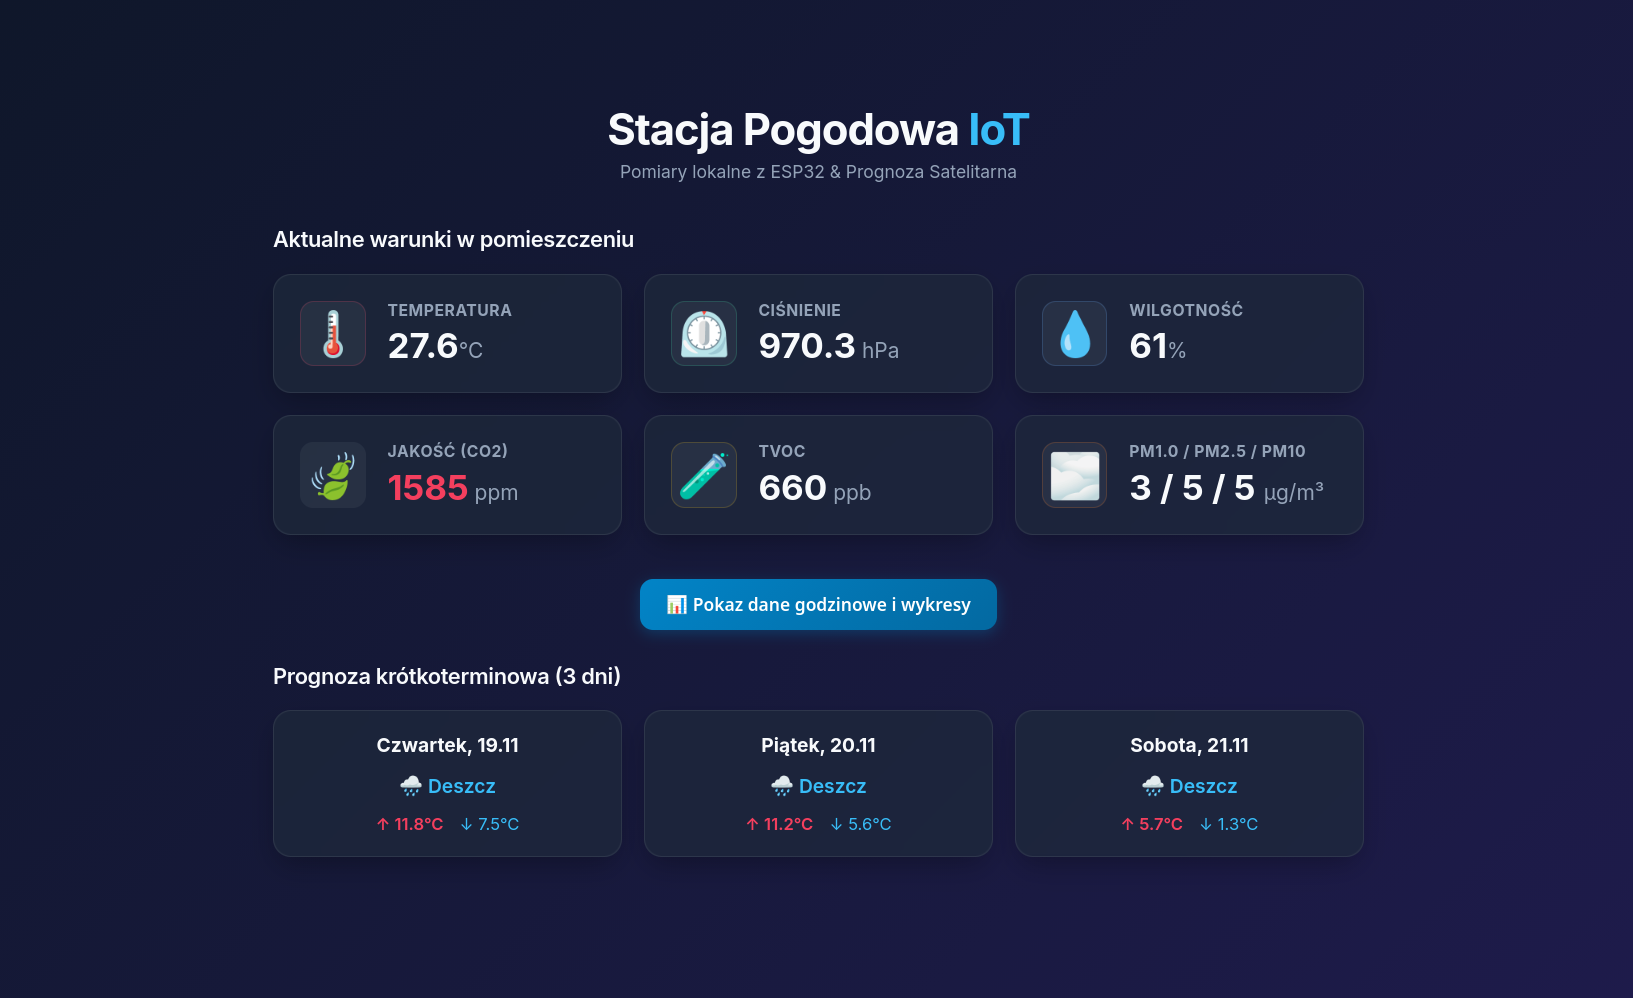 Stacja Pogodowa IoT
Pomiary lokalne z ESP32 & Prognoza Satelitarna
Aktualne warunki w pomieszczeniu
TEMPERATURA
27.6°C
CIŚNIENIE
970.3 hPa
WILGOTNOŚĆ
61%
JAKOŚĆ (CO2)
1585 ppm
TVOC
660 ppb
PM1.0 / PM2.5 / PM10
3 / 5 / 5 µg/m³
📊 Pokaz dane godzinowe i wykresy
Prognoza krótkoterminowa (3 dni)
Czwartek, 19.11
🌧️ Deszcz
↑ 11.8°C ↓ 7.5°C
Piątek, 20.11
🌧️ Deszcz
↑ 11.2°C ↓ 5.6°C
Sobota, 21.11
🌧️ Deszcz
↑ 5.7°C ↓ 1.3°C